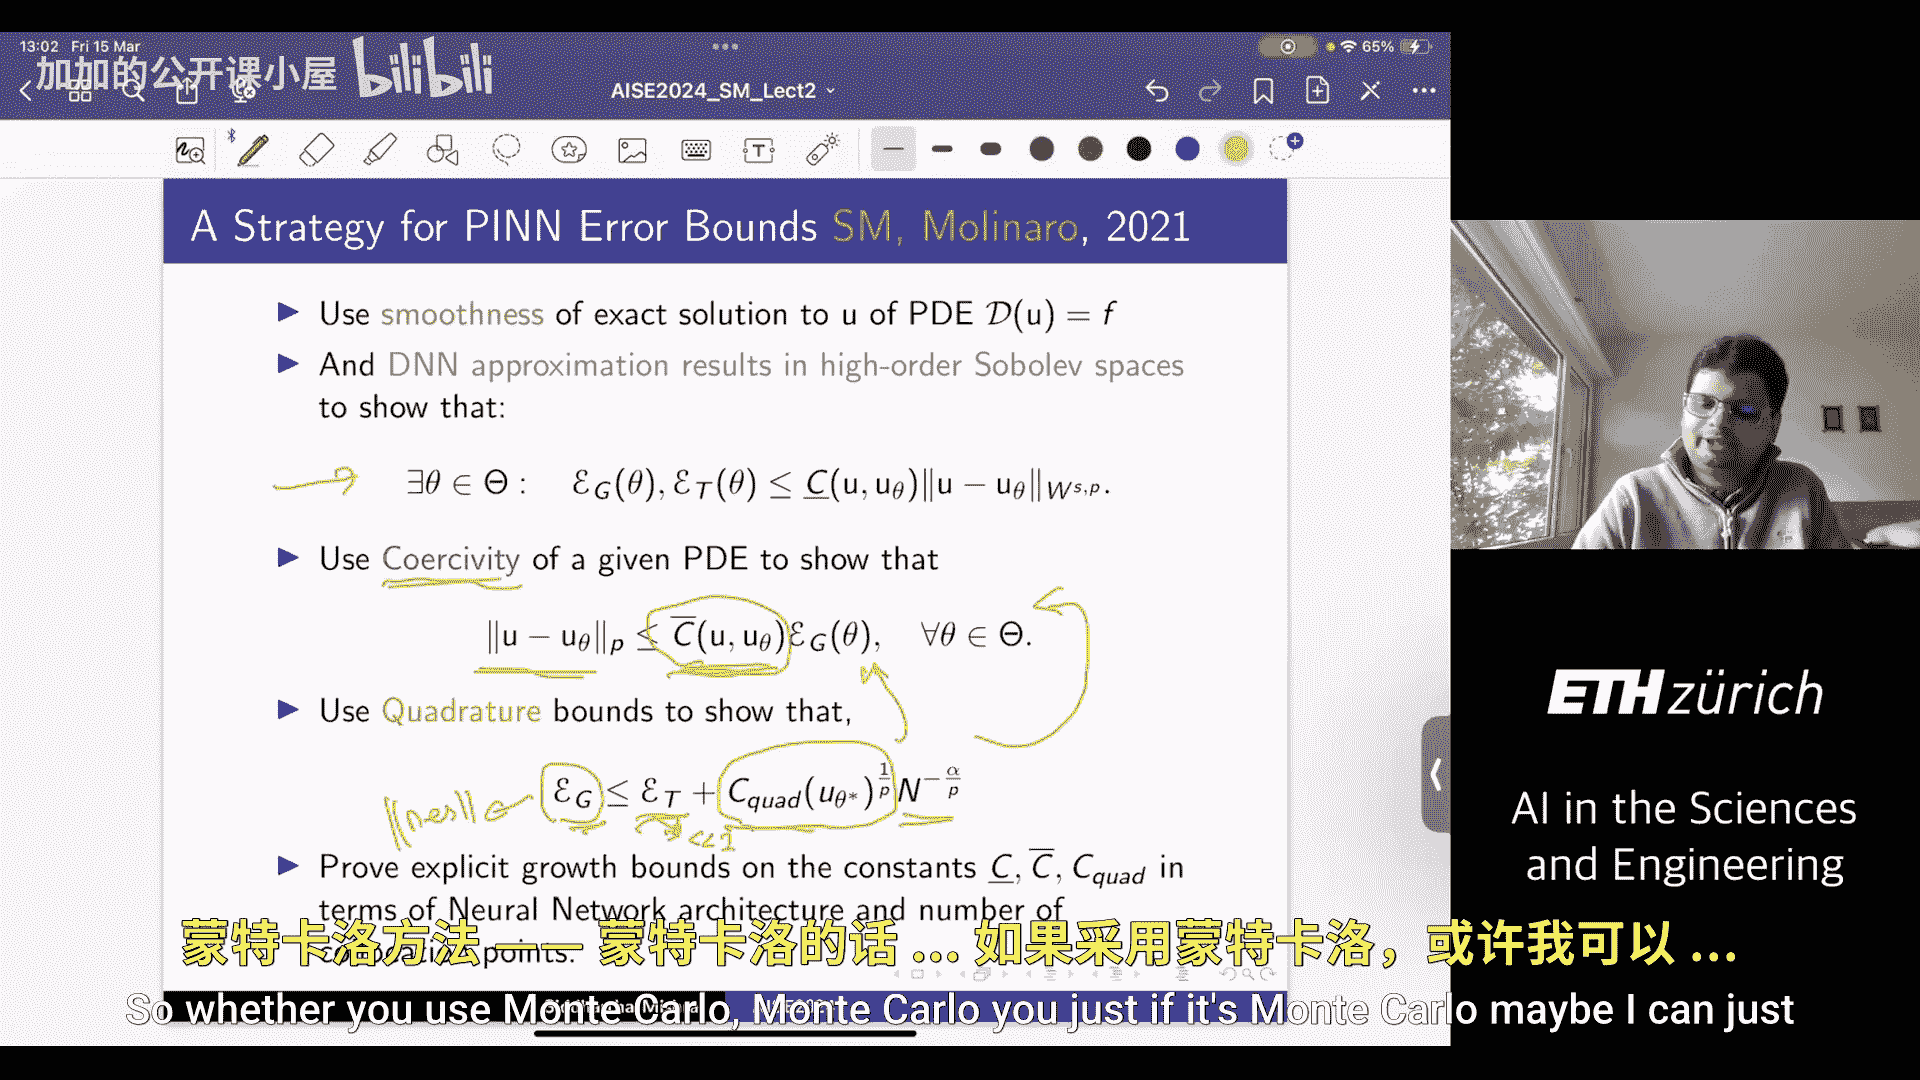 13:02 Fri 15 Mar
65%
加加的公开课小屋 bilibili
AISE2024_SM_Lect2
A Strategy for PINN Error Bounds SM, Molinaro, 2021
▶ Use smoothness of exact solution to u of PDE 𝒟(u) = f
▶ And DNN approximation results in high-order Sobolev spaces
to show that:
∃θ ∈ Θ : ℰ_G(θ), ℰ_T(θ) ≤ C̲(u, u_θ)‖u − u_θ‖_{W^{s,p}}.
▶ Use Coercivity of a given PDE to show that
‖u − u_θ‖_p ≤ C̅(u, u_θ)ℰ_G(θ), ∀θ ∈ Θ.
▶ Use Quadrature bounds to show that,
ℰ_G ≤ ℰ_T + C_{quad}(u_{θ*})^{1/p} N^{−α/p}
‖res‖
<<1
▶ Prove explicit growth bounds on the constants C̲, C̅, C_{quad} in
terms of Neural Network architecture and number of
points.
蒙特卡洛方法 —— 蒙特卡洛的话 ... 如果采用蒙特卡洛，或许我可以 ...
So whether you use Monte Carlo, Monte Carlo you just if it's Monte Carlo maybe I can just
ETH zürich
AI in the Sciences
and Engineering